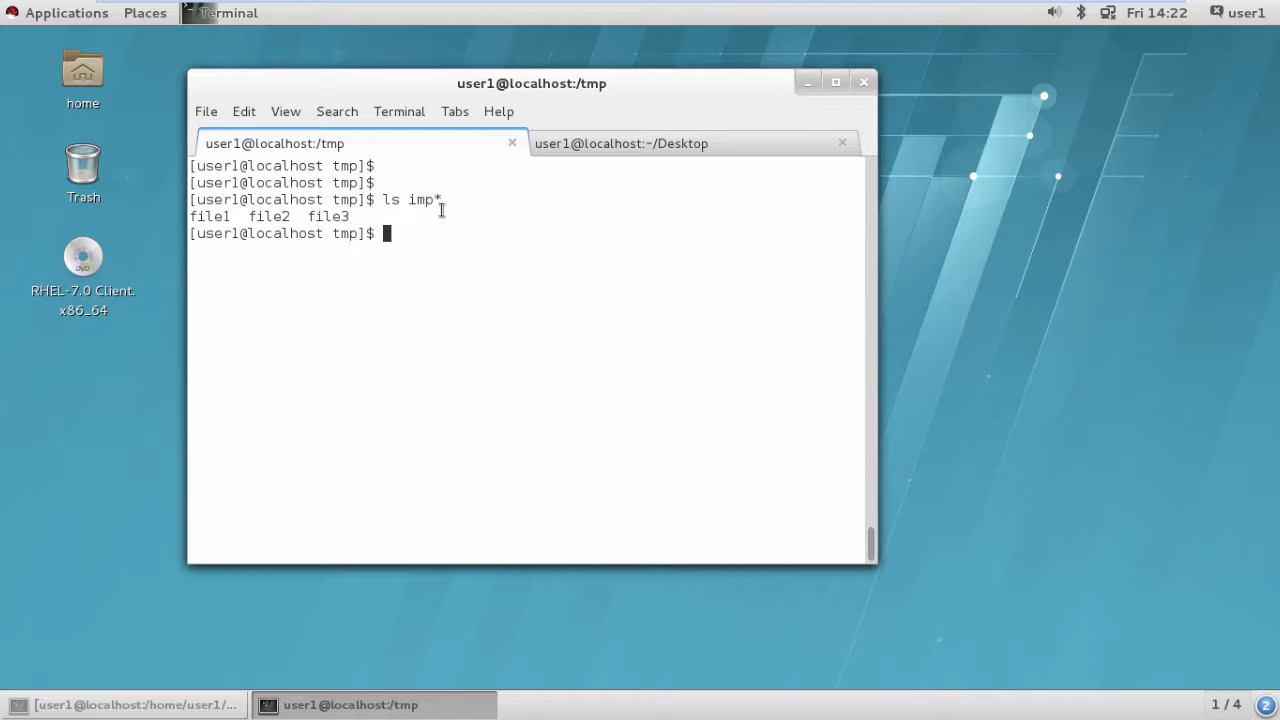 Applications Places Terminal Fri 14:22 user1
home
Trash
DVD
RHEL-7.0 Client.
x86_64
user1@localhost:/tmp
File Edit View Search Terminal Tabs Help
user1@localhost:/tmp user1@localhost:~/Desktop
[user1@localhost tmp]$
[user1@localhost tmp]$
[user1@localhost tmp]$ ls imp*
file1 file2 file3
[user1@localhost tmp]$
[user1@localhost:/home/user1/... user1@localhost:/tmp 1 / 4 2